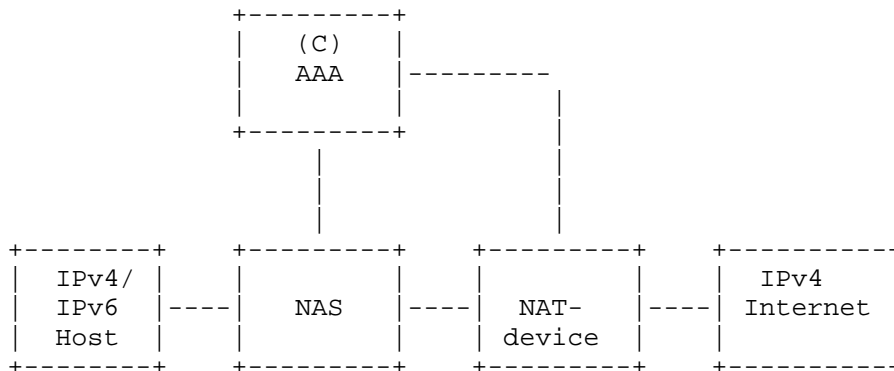 (C)
AAA
IPv4/
IPv6
Host
NAS
NAT-
device
IPv4
Internet